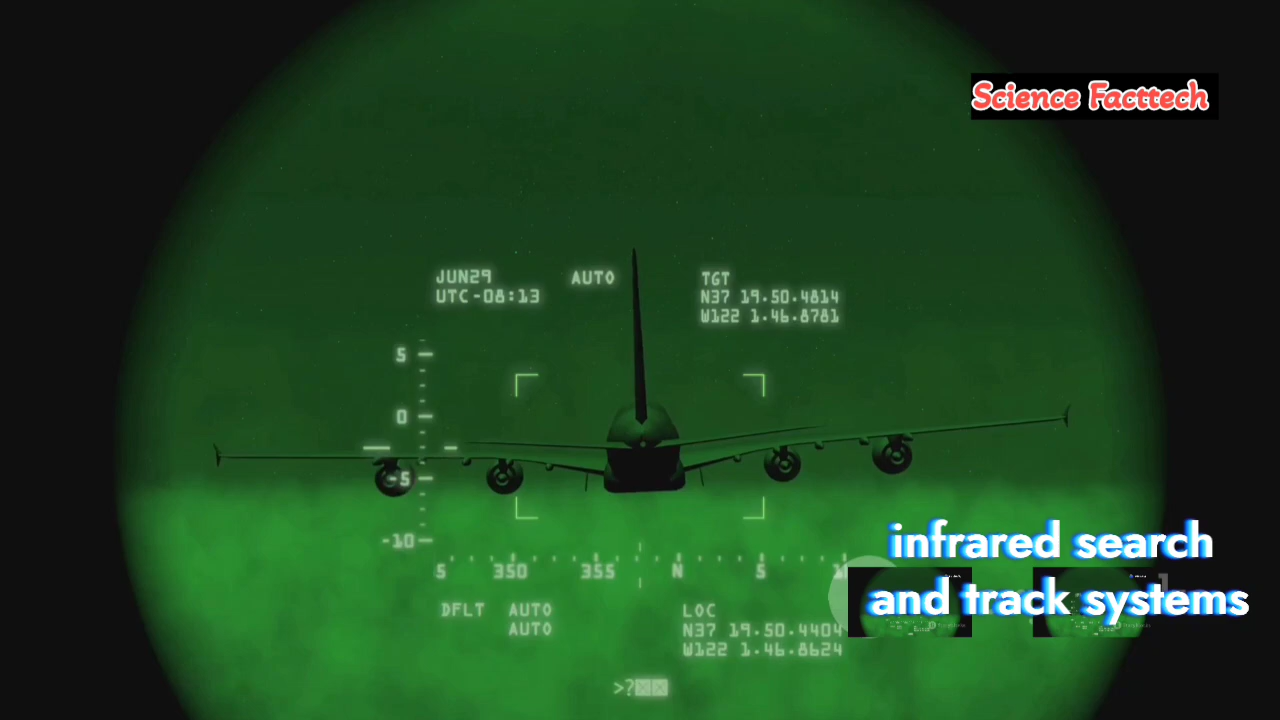 Science Facttech
JUN29 AUTO TGT
UTC-08:13 N37 19.50.4814
W122 1.46.8781
5
0
-5
-10
5 350 355 N 5
DFLT AUTO LOC
AUTO N37 19.50.4404
W122 1.46.8624
>?
infrared search
and track systems